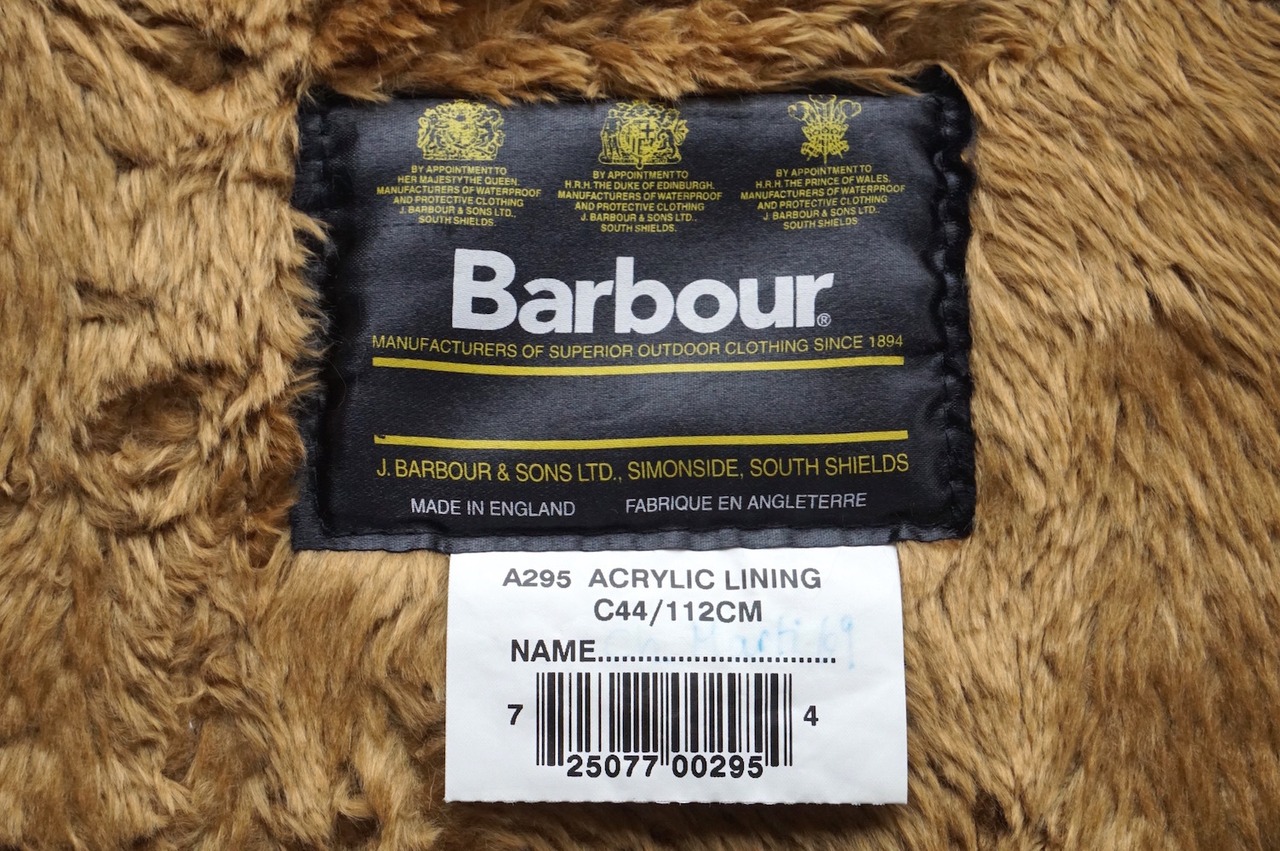 BY APPOINTMENT TO
HER MAJESTY THE QUEEN.
MANUFACTURERS OF WATERPROOF
AND PROTECTIVE CLOTHING
J. BARBOUR & SONS LTD.,
SOUTH SHIELDS.
BY APPOINTMENT TO
H.R.H. THE DUKE OF EDINBURGH.
MANUFACTURERS OF WATERPROOF
AND PROTECTIVE CLOTHING
J. BARBOUR & SONS LTD..
SOUTH SHIELDS.
BY APPOINTMENT TO
H.R.H. THE PRINCE OF WALES.
MANUFACTURERS OF WATERPROOF
AND PROTECTIVE CLOTHING
J. BARBOUR & SONS LTD..
SOUTH SHIELDS
Barbour®
MANUFACTURERS OF SUPERIOR OUTDOOR CLOTHING SINCE 1894
J. BARBOUR & SONS LTD., SIMONSIDE, SOUTH SHIELDS
MADE IN ENGLAND FABRIQUE EN ANGLETERRE
A295 ACRYLIC LINING
C44/112CM
NAME....................................
7 25077 00295 4